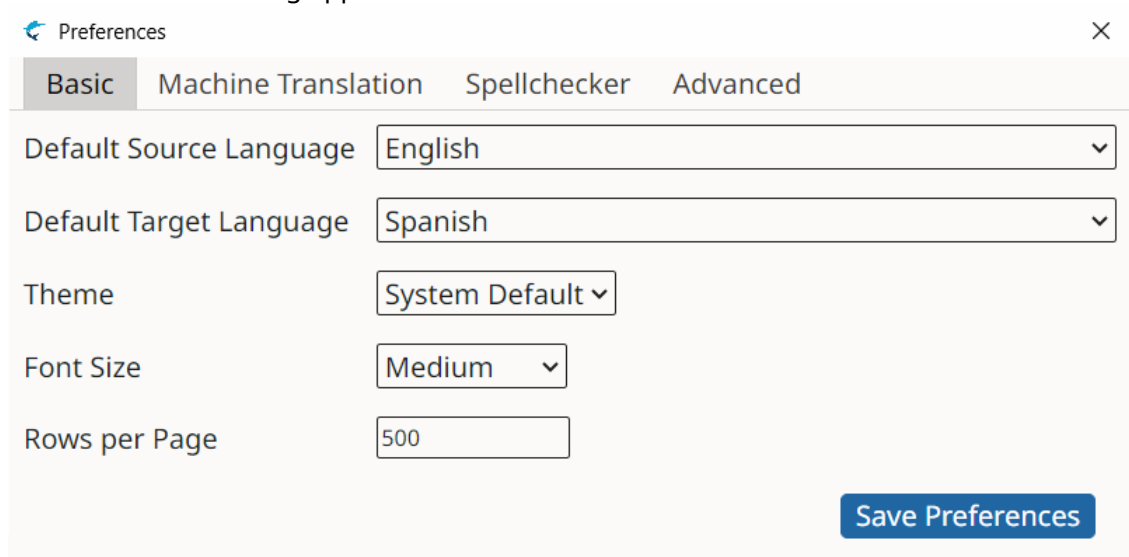 Preferences
Basic Machine Translation Spellchecker Advanced
Default Source Language English
Default Target Language Spanish
Theme System Default
Font Size Medium
Rows per Page 500
Save Preferences